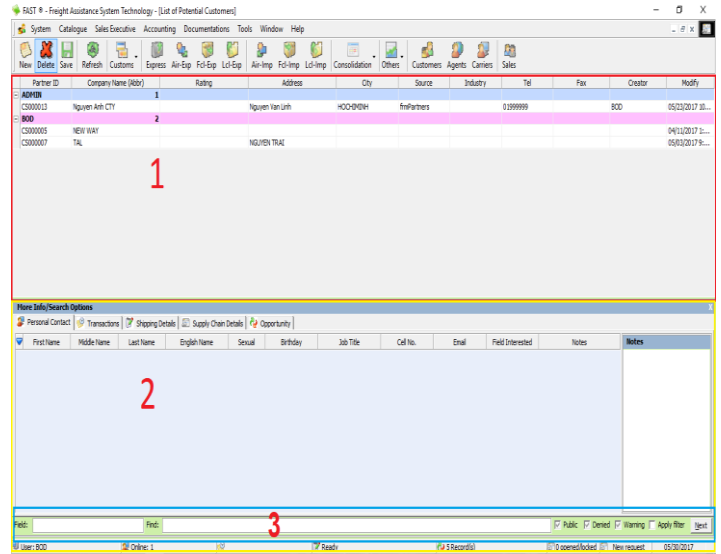 FAST ® - Freight Assistance System Technology - [List of Potential Customers]
System Catalogue Sales Executive Accounting Documentations Tools Window Help
New Delete Save Refresh Customs Express Air-Exp Fcl-Exp Lcl-Exp Air-Imp Fcl-Imp Lcl-Imp Consolidation Others Customers Agents Carriers Sales
Partner ID Company Name (Abbr) Rating Address City Source Industry Tel Fax Creator Modify
ADMIN 1
CS000013 Nguyen Anh CTY Nguyen Van Linh HOCHIMINH frmPartners 01999999 BOD 05/23/2017 10...
BOD 2
CS000005 NEW WAY 04/11/2017 1:...
CS000007 TAL NGUYEN TRAI 05/03/2017 9:...
1
More Info/Search Options X
Personal Contact Transactions Shipping Details Supply Chain Details Opportunity
First Name Middle Name Last Name English Name Sexual Birthday Job Title Cell No. Email Field Interested Notes Notes
2
3
Field: Find: Public Denied Warning Apply filter Next
User: BOD Online: 1 Ready 5 Record(s) 0 opened/locked New request 05/30/2017